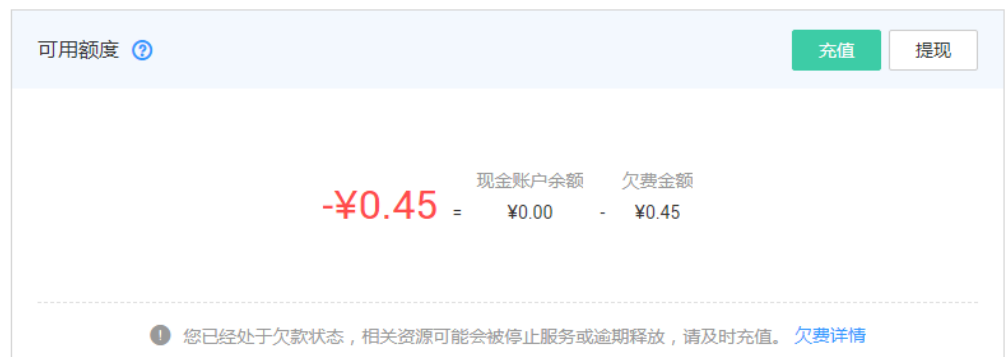 可用额度 ? 充值 提现
现金账户余额 欠费金额
-¥0.45 = ¥0.00 - ¥0.45
! 您已经处于欠款状态，相关资源可能会被停止服务或逾期释放，请及时充值。 欠费详情